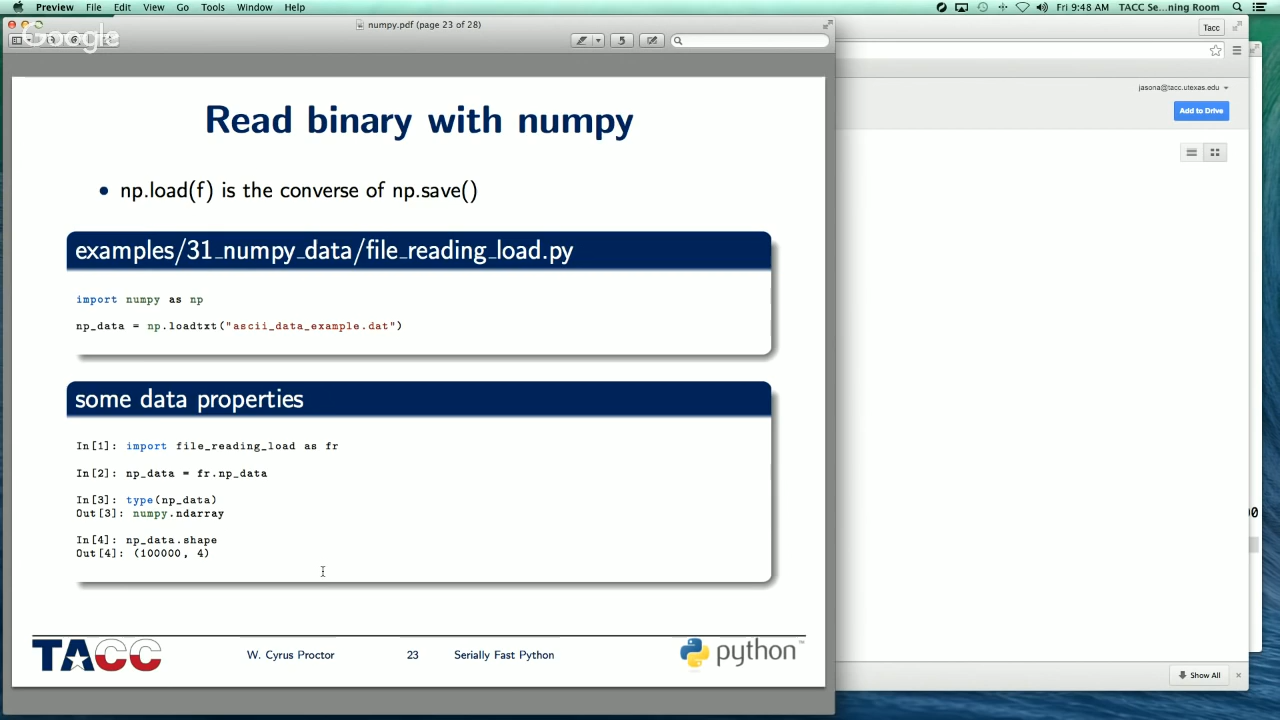 Preview File Edit View Go Tools Window Help
Fri 9:48 AM TACC Se...ning Room
Google
numpy.pdf (page 23 of 28)
Tacc
jasona@tacc.utexas.edu
Add to Drive
Read binary with numpy
• np.load(f) is the converse of np.save()
examples/31_numpy_data/file_reading_load.py
import numpy as np
np_data = np.loadtxt("ascii_data_example.dat")
some data properties
In[1]: import file_reading_load as fr
In[2]: np_data = fr.np_data
In[3]: type(np_data)
Out[3]: numpy.ndarray
In[4]: np_data.shape
Out[4]: (100000, 4)
TACC
W. Cyrus Proctor 23 Serially Fast Python
python™
Show All